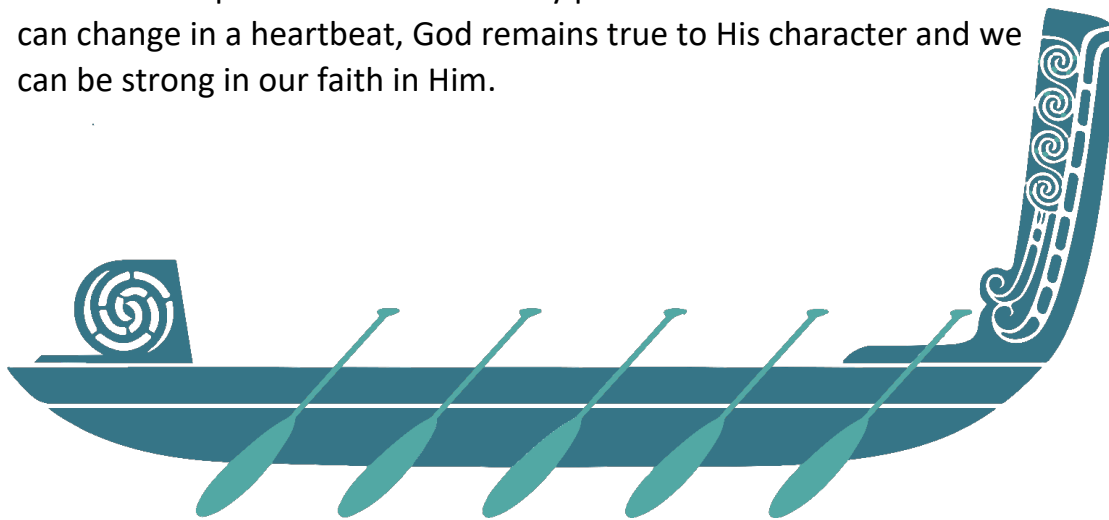 can change in a heartbeat, God remains true to His character and we
can be strong in our faith in Him.